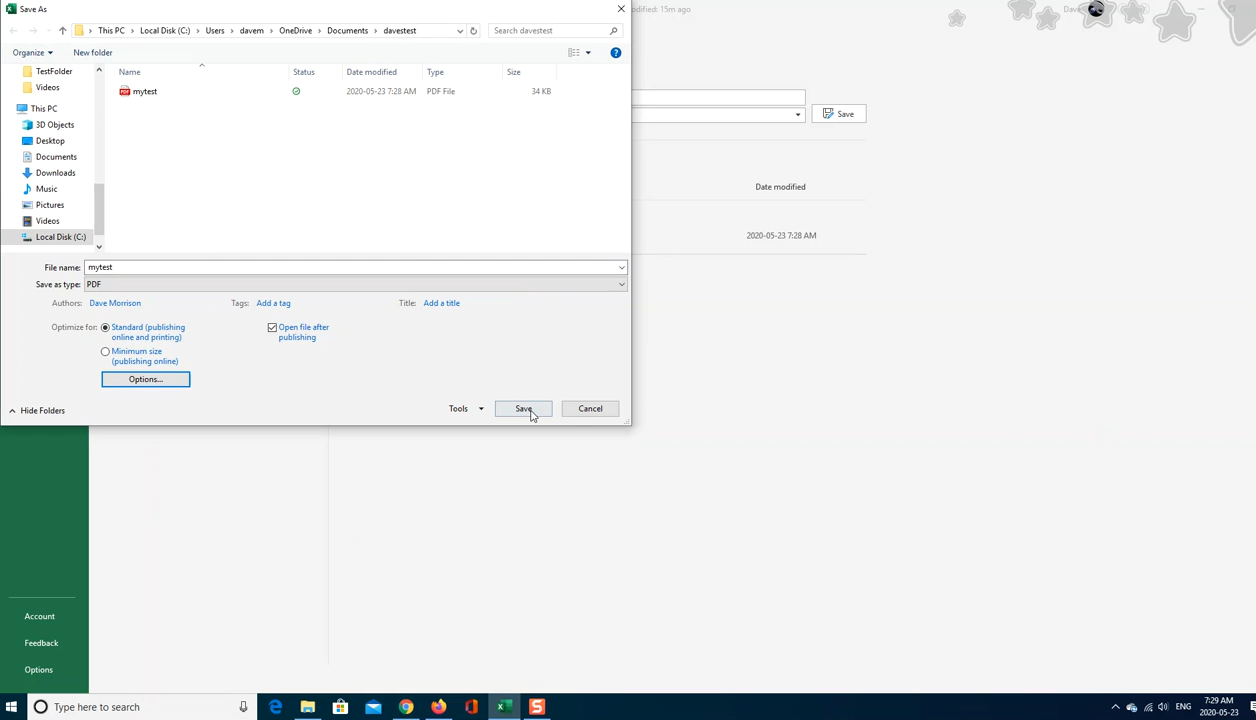 Save As
odified: 15m ago
Dave
This PC > Local Disk (C:) > Users > davem > OneDrive > Documents > davestest
Search davestest
Organize
New folder
TestFolder
Videos
This PC
3D Objects
Desktop
Documents
Downloads
Music
Pictures
Videos
Local Disk (C:)
Name
Status
Date modified
Type
Size
mytest
2020-05-23 7:28 AM
PDF File
34 KB
Save
Date modified
2020-05-23 7:28 AM
File name:
mytest
Save as type:
PDF
Authors:
Dave Morrison
Tags:
Add a tag
Title:
Add a title
Optimize for:
Standard (publishing
online and printing)
Minimum size
(publishing online)
Open file after
publishing
Options...
Hide Folders
Tools
Save
Cancel
Account
Feedback
Options
Type here to search
ENG
7:29 AM
2020-05-23